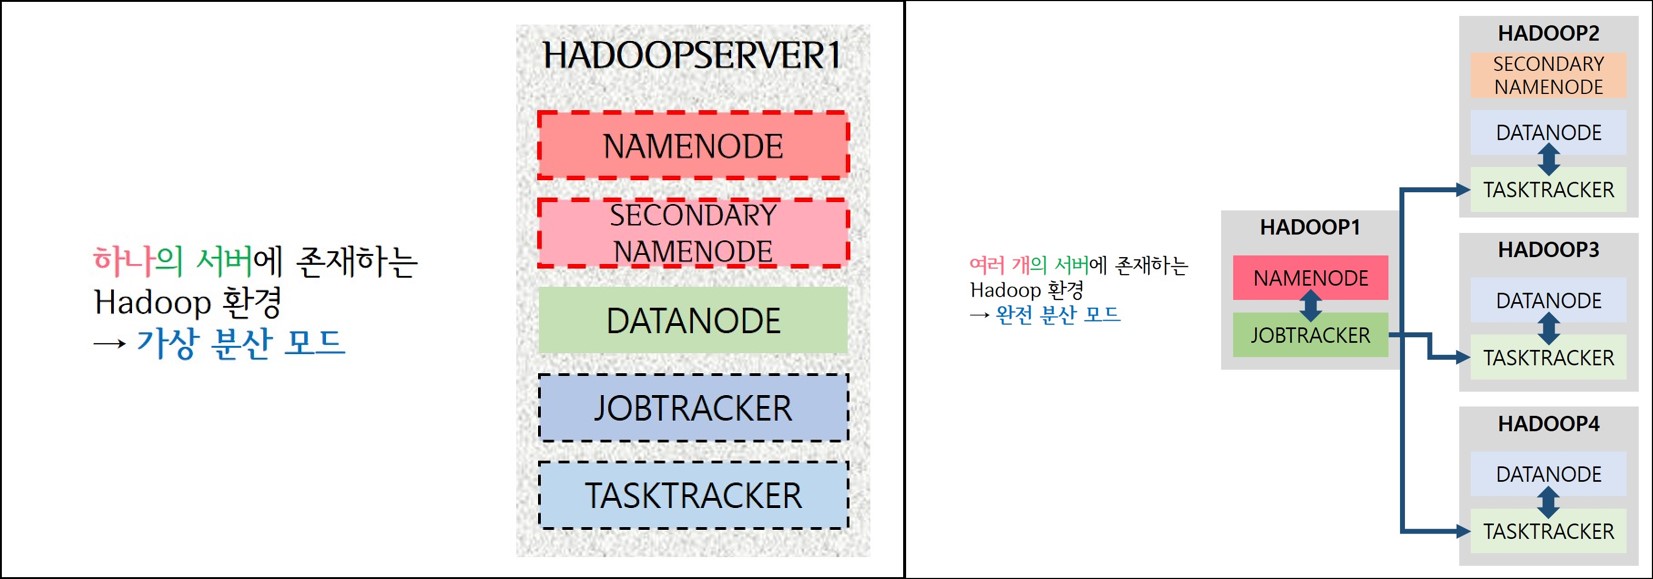 하나의 서버에 존재하는
Hadoop 환경
→ 가상 분산 모드
HADOOPSERVER1
NAMENODE
SECONDARY
NAMENODE
DATANODE
JOBTRACKER
TASKTRACKER
여러 개의 서버에 존재하는
Hadoop 환경
→ 완전 분산 모드
HADOOP1
NAMENODE
JOBTRACKER
HADOOP2
SECONDARY
NAMENODE
DATANODE
TASKTRACKER
HADOOP3
DATANODE
TASKTRACKER
HADOOP4
DATANODE
TASKTRACKER